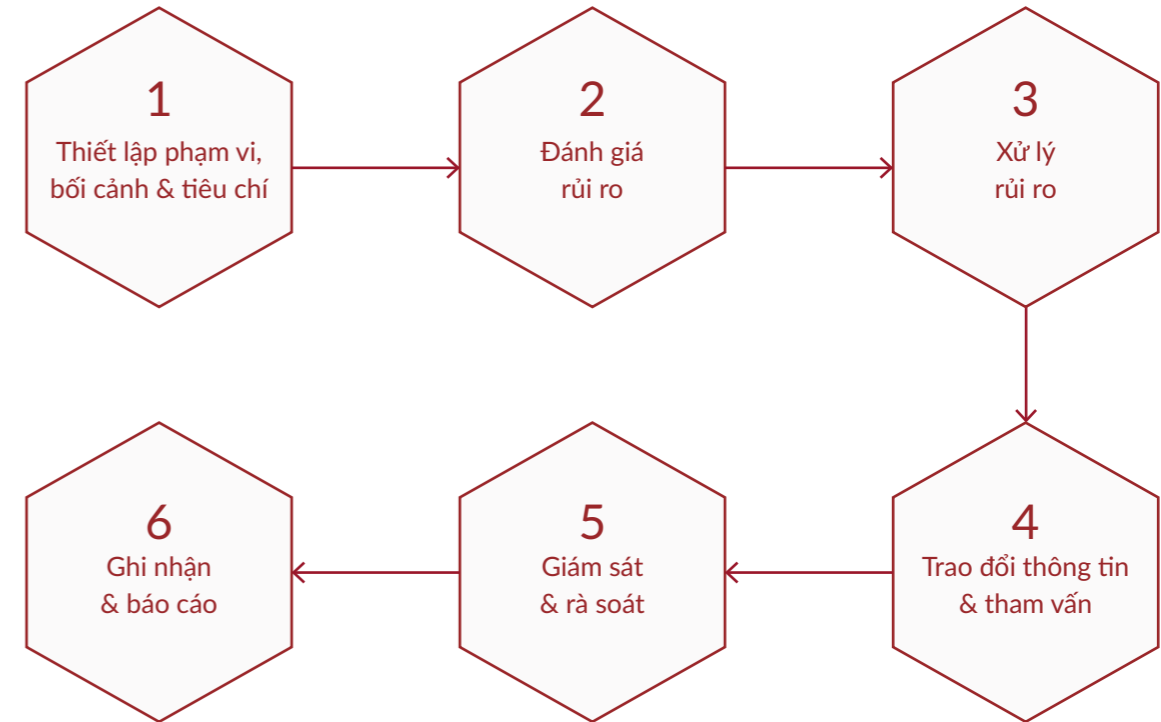 1
Thiết lập phạm vi,
bối cảnh & tiêu chí
2
Đánh giá
rủi ro
3
Xử lý
rủi ro
4
Trao đổi thông tin
& tham vấn
5
Giám sát
& rà soát
6
Ghi nhận
& báo cáo